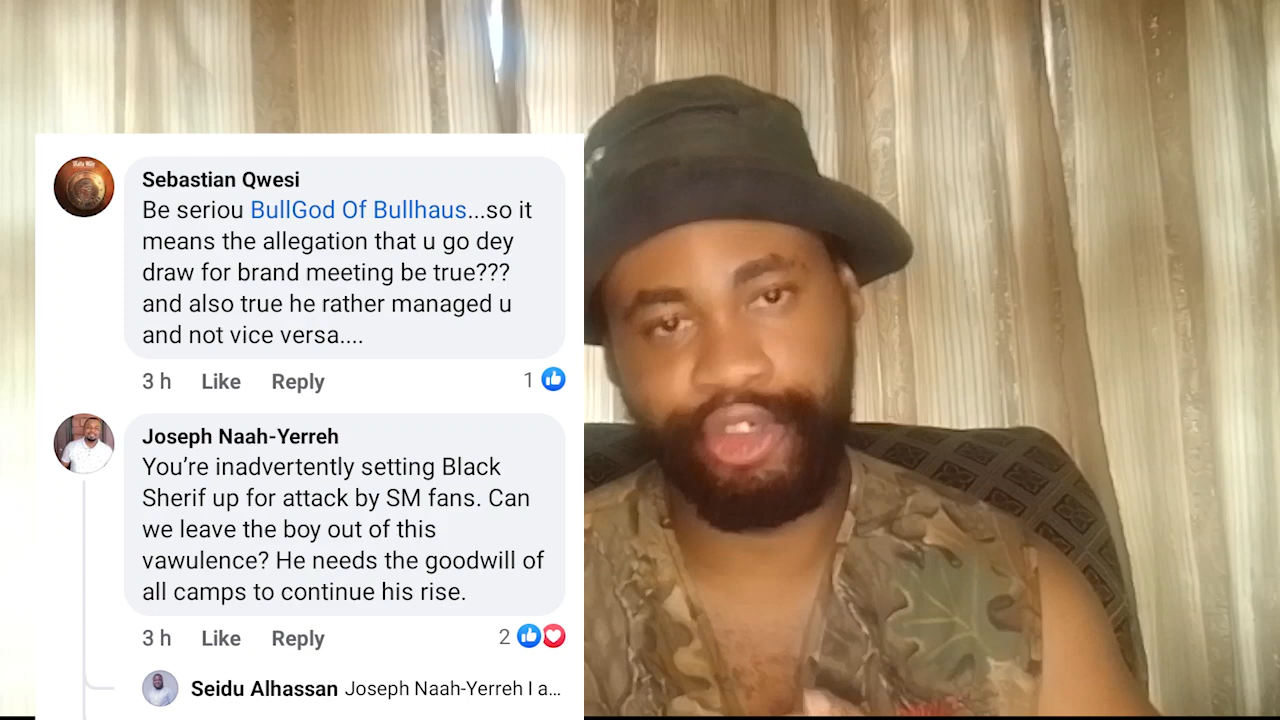 Sebastian Qwesi
Be seriou BullGod Of Bullhaus...so it
means the allegation that u go dey
draw for brand meeting be true???
and also true he rather managed u
and not vice versa....
3 h Like Reply 1
Joseph Naah-Yerreh
You’re inadvertently setting Black
Sherif up for attack by SM fans. Can
we leave the boy out of this
vawulence? He needs the goodwill of
all camps to continue his rise.
3 h Like Reply 2
Seidu Alhassan Joseph Naah-Yerreh I a...